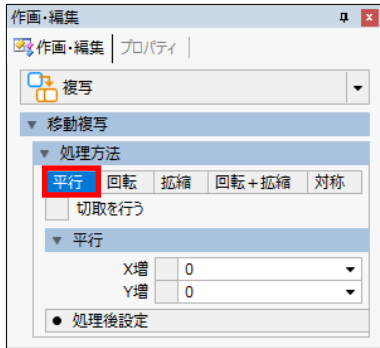 作画・編集
作画・編集 プロパティ
複写
移動複写
処理方法
平行 回転 拡縮 回転+拡縮 対称
切取を行う
平行
X増 0
Y増 0
処理後設定